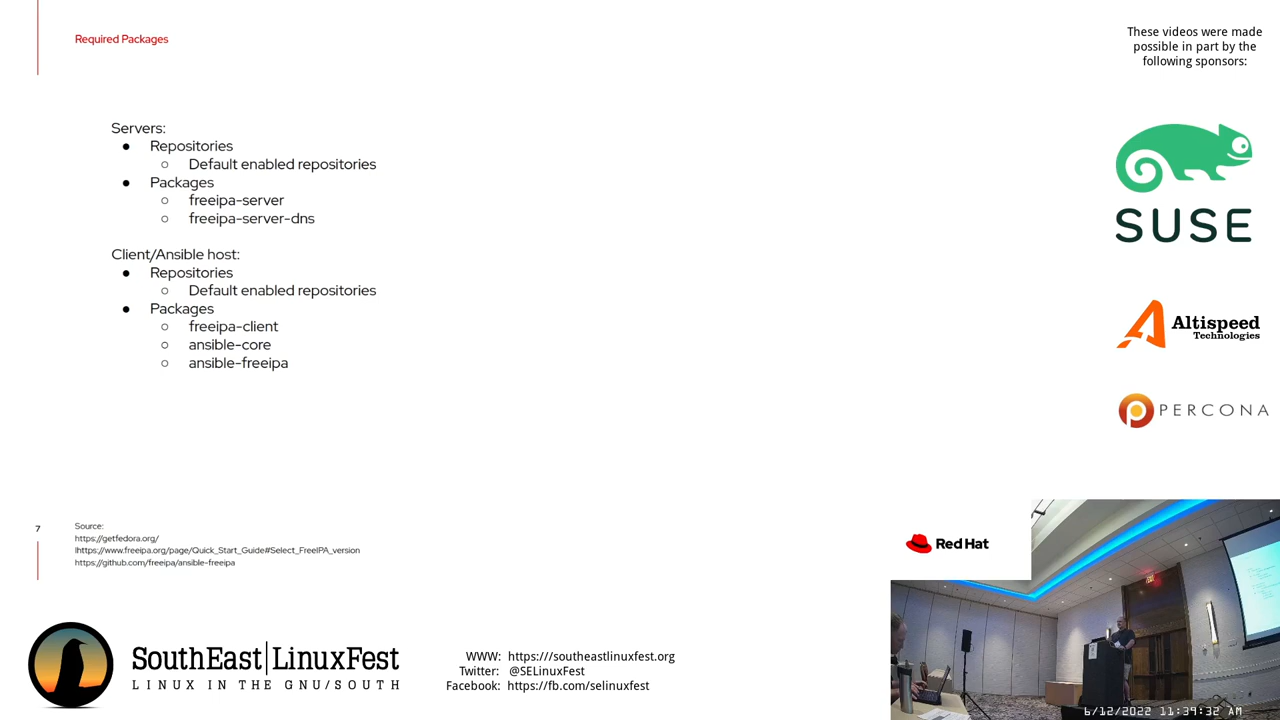 Required Packages
These videos were made
possible in part by the
following sponsors:
Servers:
● Repositories
○ Default enabled repositories
● Packages
○ freeipa-server
○ freeipa-server-dns
Client/Ansible host:
● Repositories
○ Default enabled repositories
● Packages
○ freeipa-client
○ ansible-core
○ ansible-freeipa
SUSE
Altispeed
Technologies
PERCONA
7
Source:
https://getfedora.org/
lhttps://www.freeipa.org/page/Quick_Start_Guide#Select_FreeIPA_version
https://github.com/freeipa/ansible-freeipa
Red Hat
SouthEast|LinuxFest
LINUX IN THE GNU/SOUTH
WWW: https:///southeastlinuxfest.org
Twitter: @SELinuxFest
Facebook: https://fb.com/selinuxfest
6/12/2022 11:39:32 AM